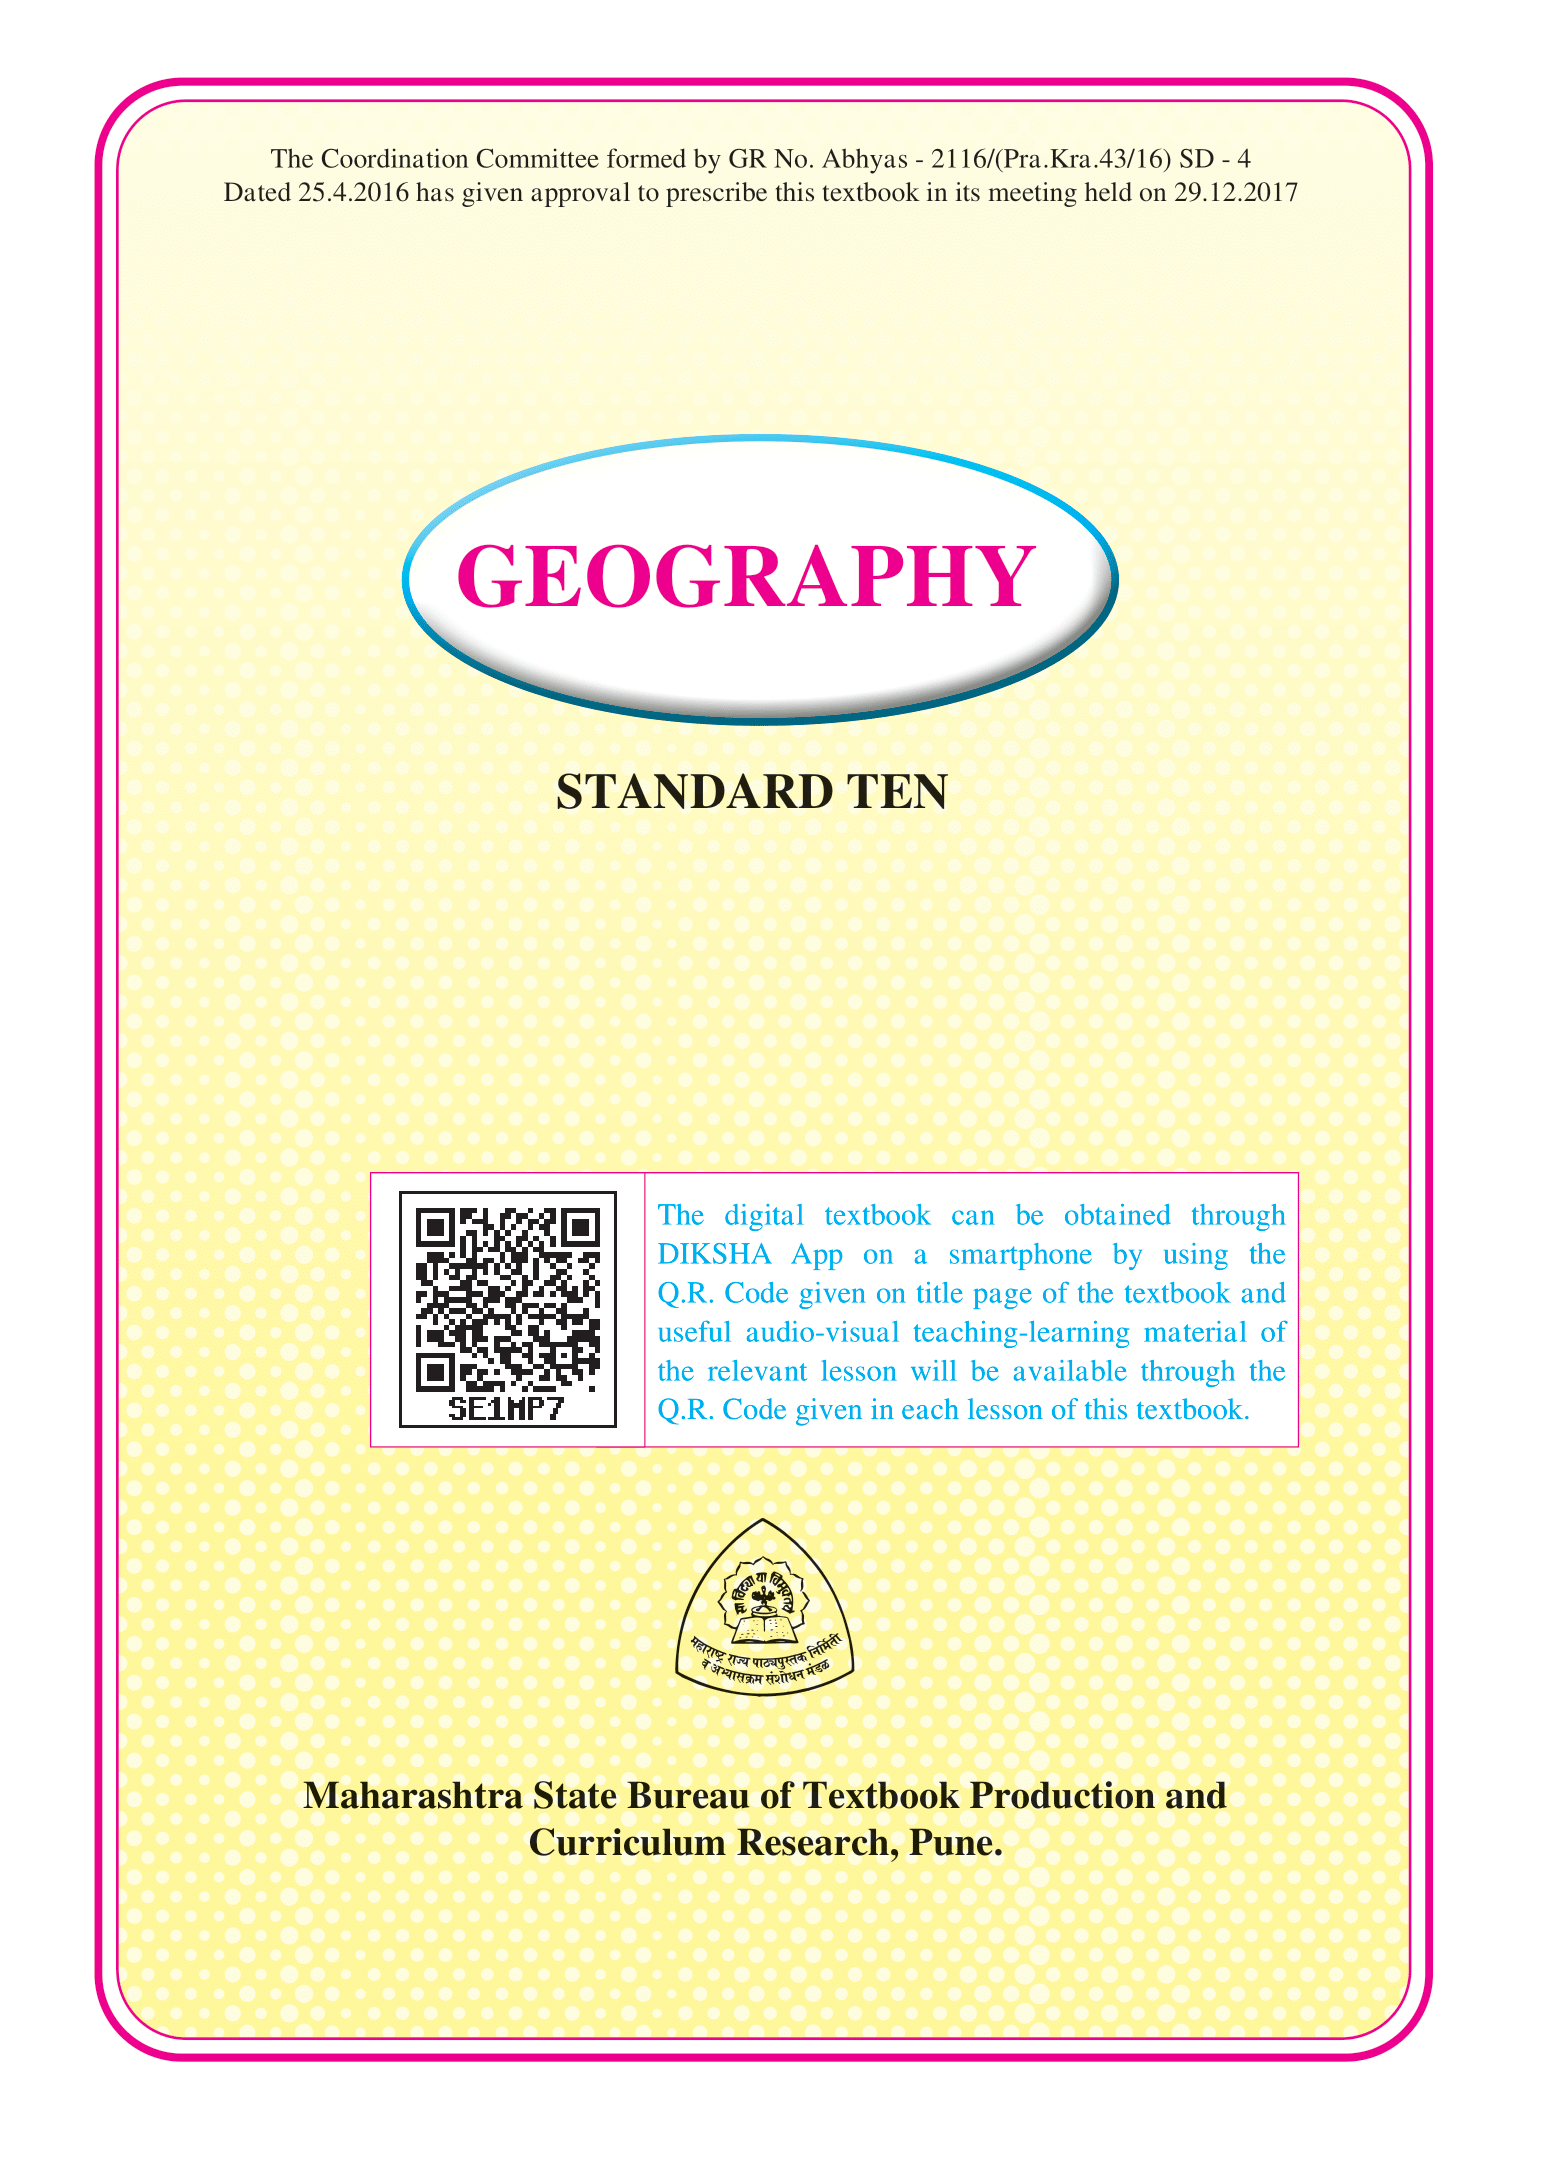 The Coordination Committee formed by GR No. Abhyas - 2116/(Pra.Kra.43/16) SD - 4
Dated 25.4.2016 has given approval to prescribe this textbook in its meeting held on 29.12.2017
GEOGRAPHY
STANDARD TEN
The digital textbook can be obtained through
DIKSHA App on a smartphone by using the
Q.R. Code given on title page of the textbook and
useful audio-visual teaching-learning material of
the relevant lesson will be available through the
Q.R. Code given in each lesson of this textbook.
SE1MP7
सा विद्या या विमुक्तये
महाराष्ट्र राज्य पाठ्यपुस्तक निर्मिती
व अभ्यासक्रम संशोधन मंडळ
Maharashtra State Bureau of Textbook Production and
Curriculum Research, Pune.